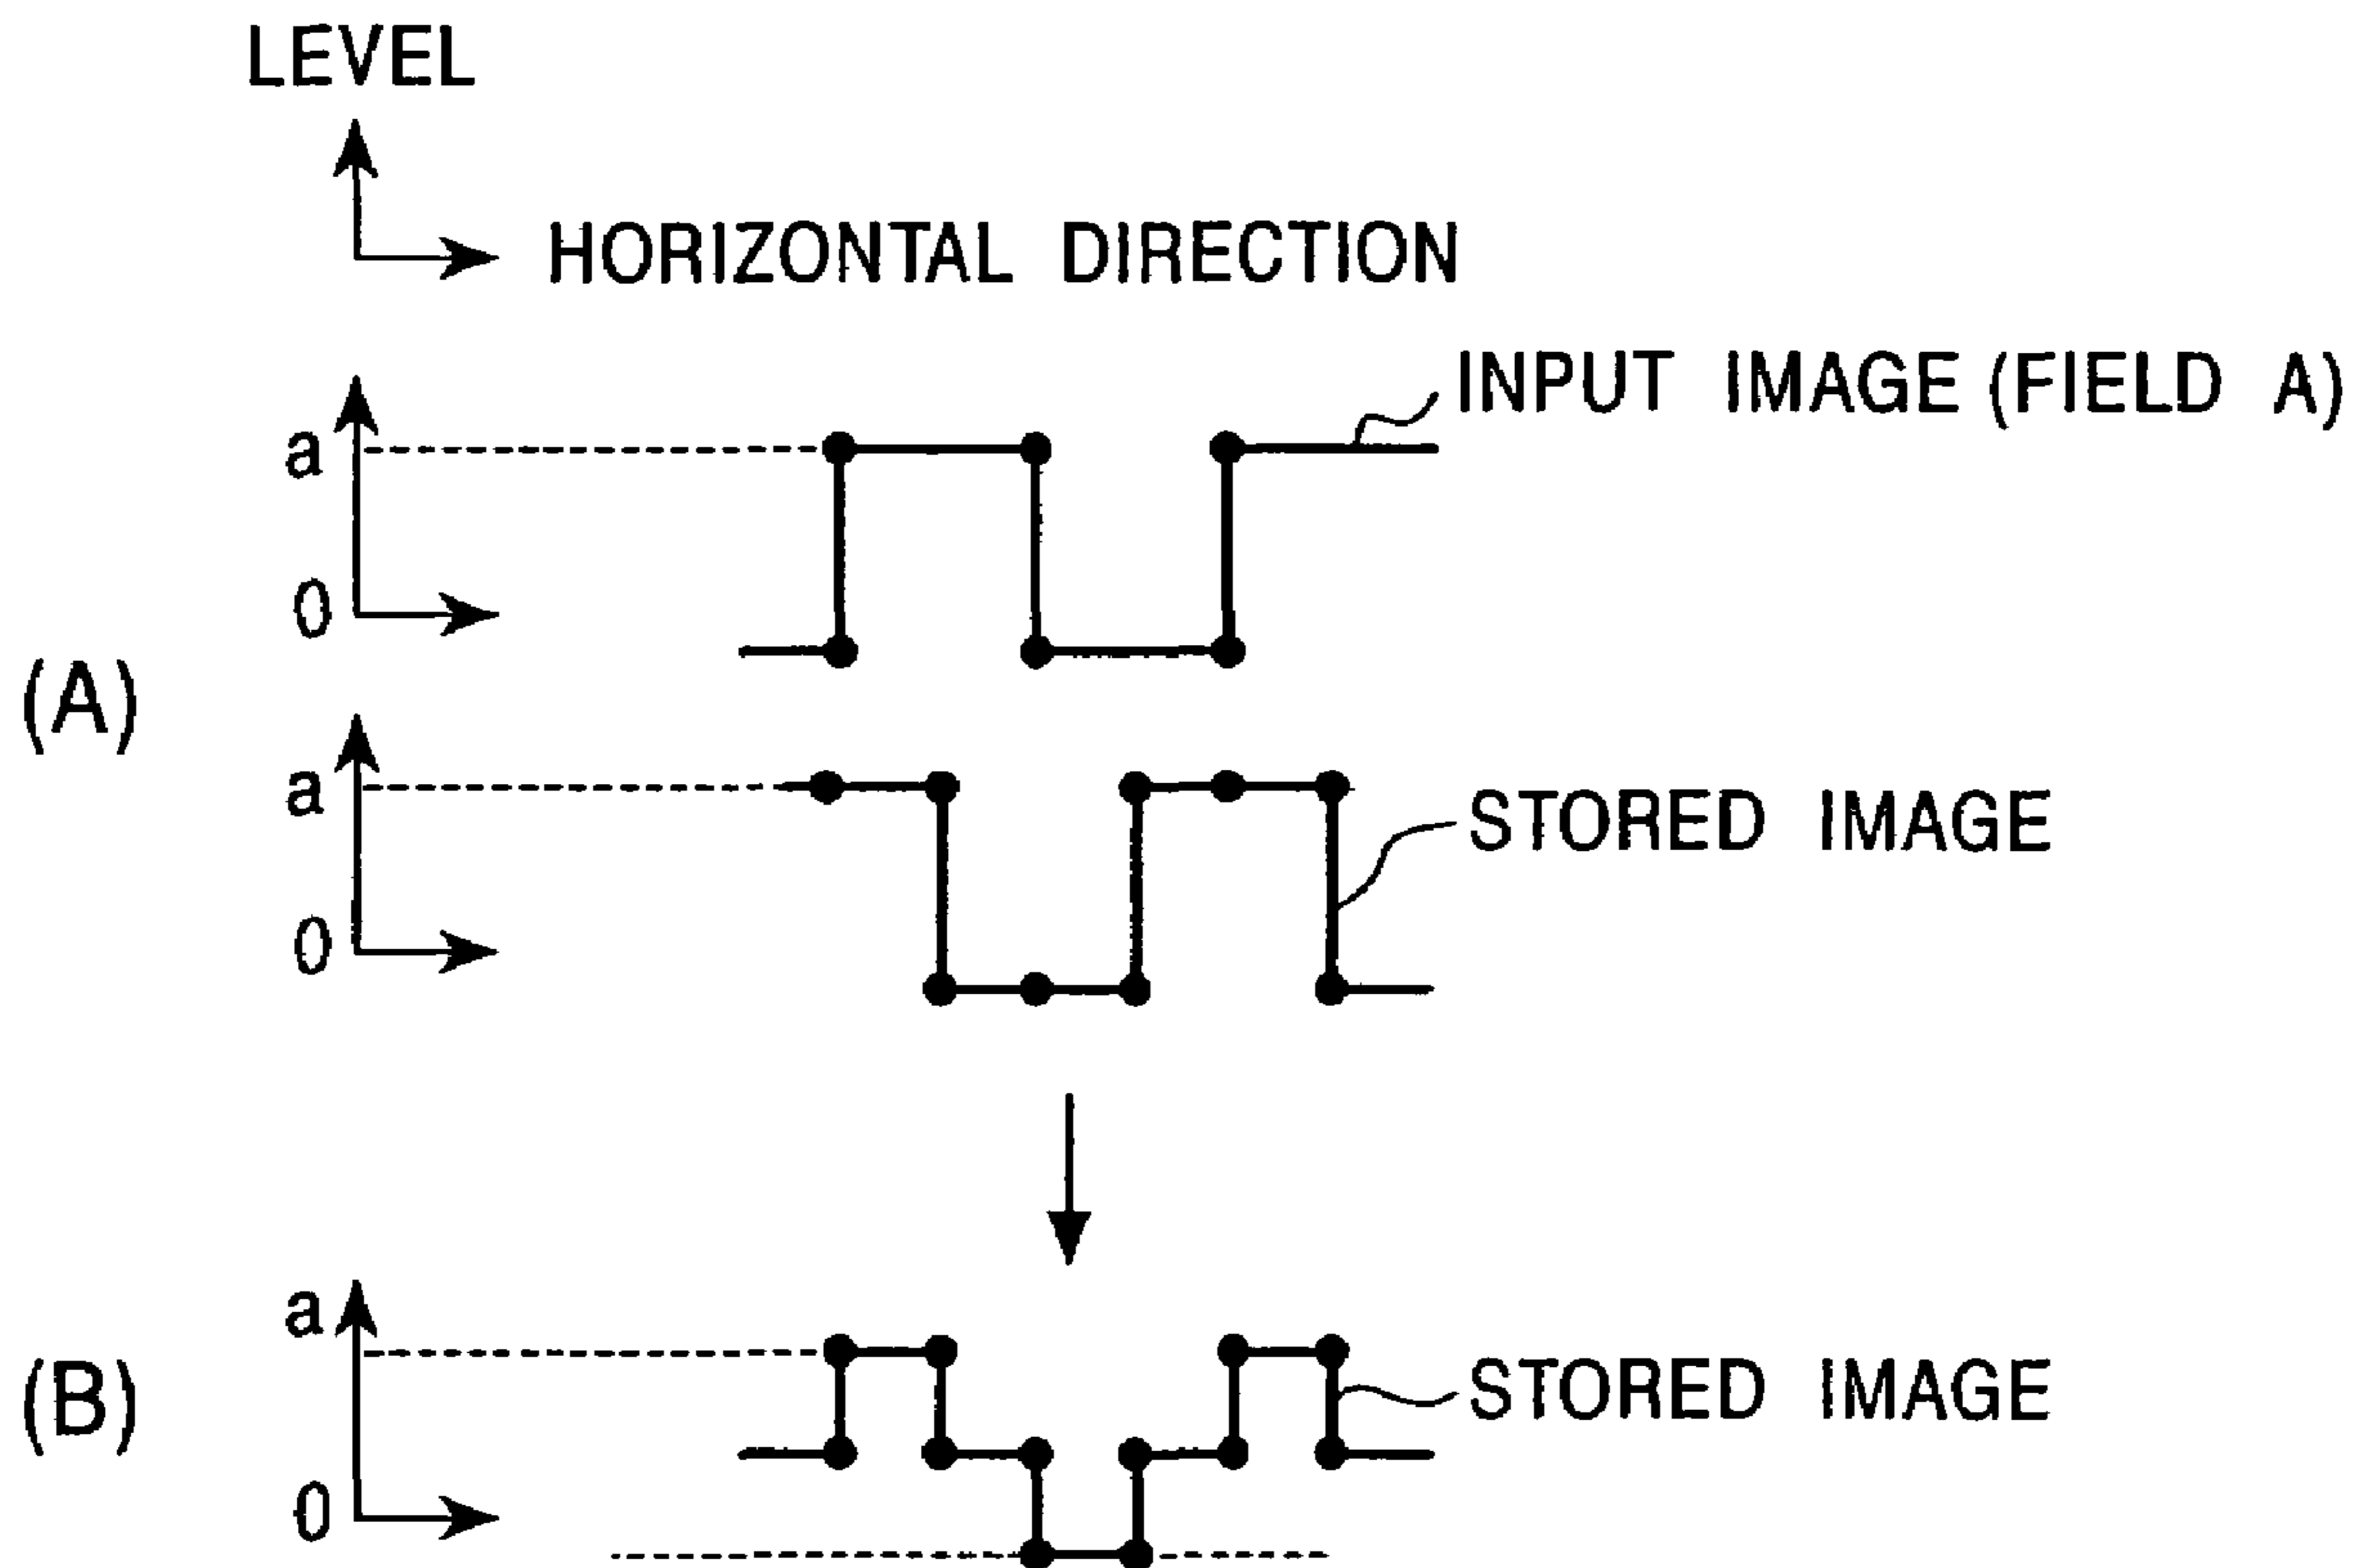 LEVEL
HORIZONTAL DIRECTION
INPUT IMAGE (FIELD A)
a
0
(A)
a
STORED IMAGE
0
a
(B)
STORED IMAGE
0